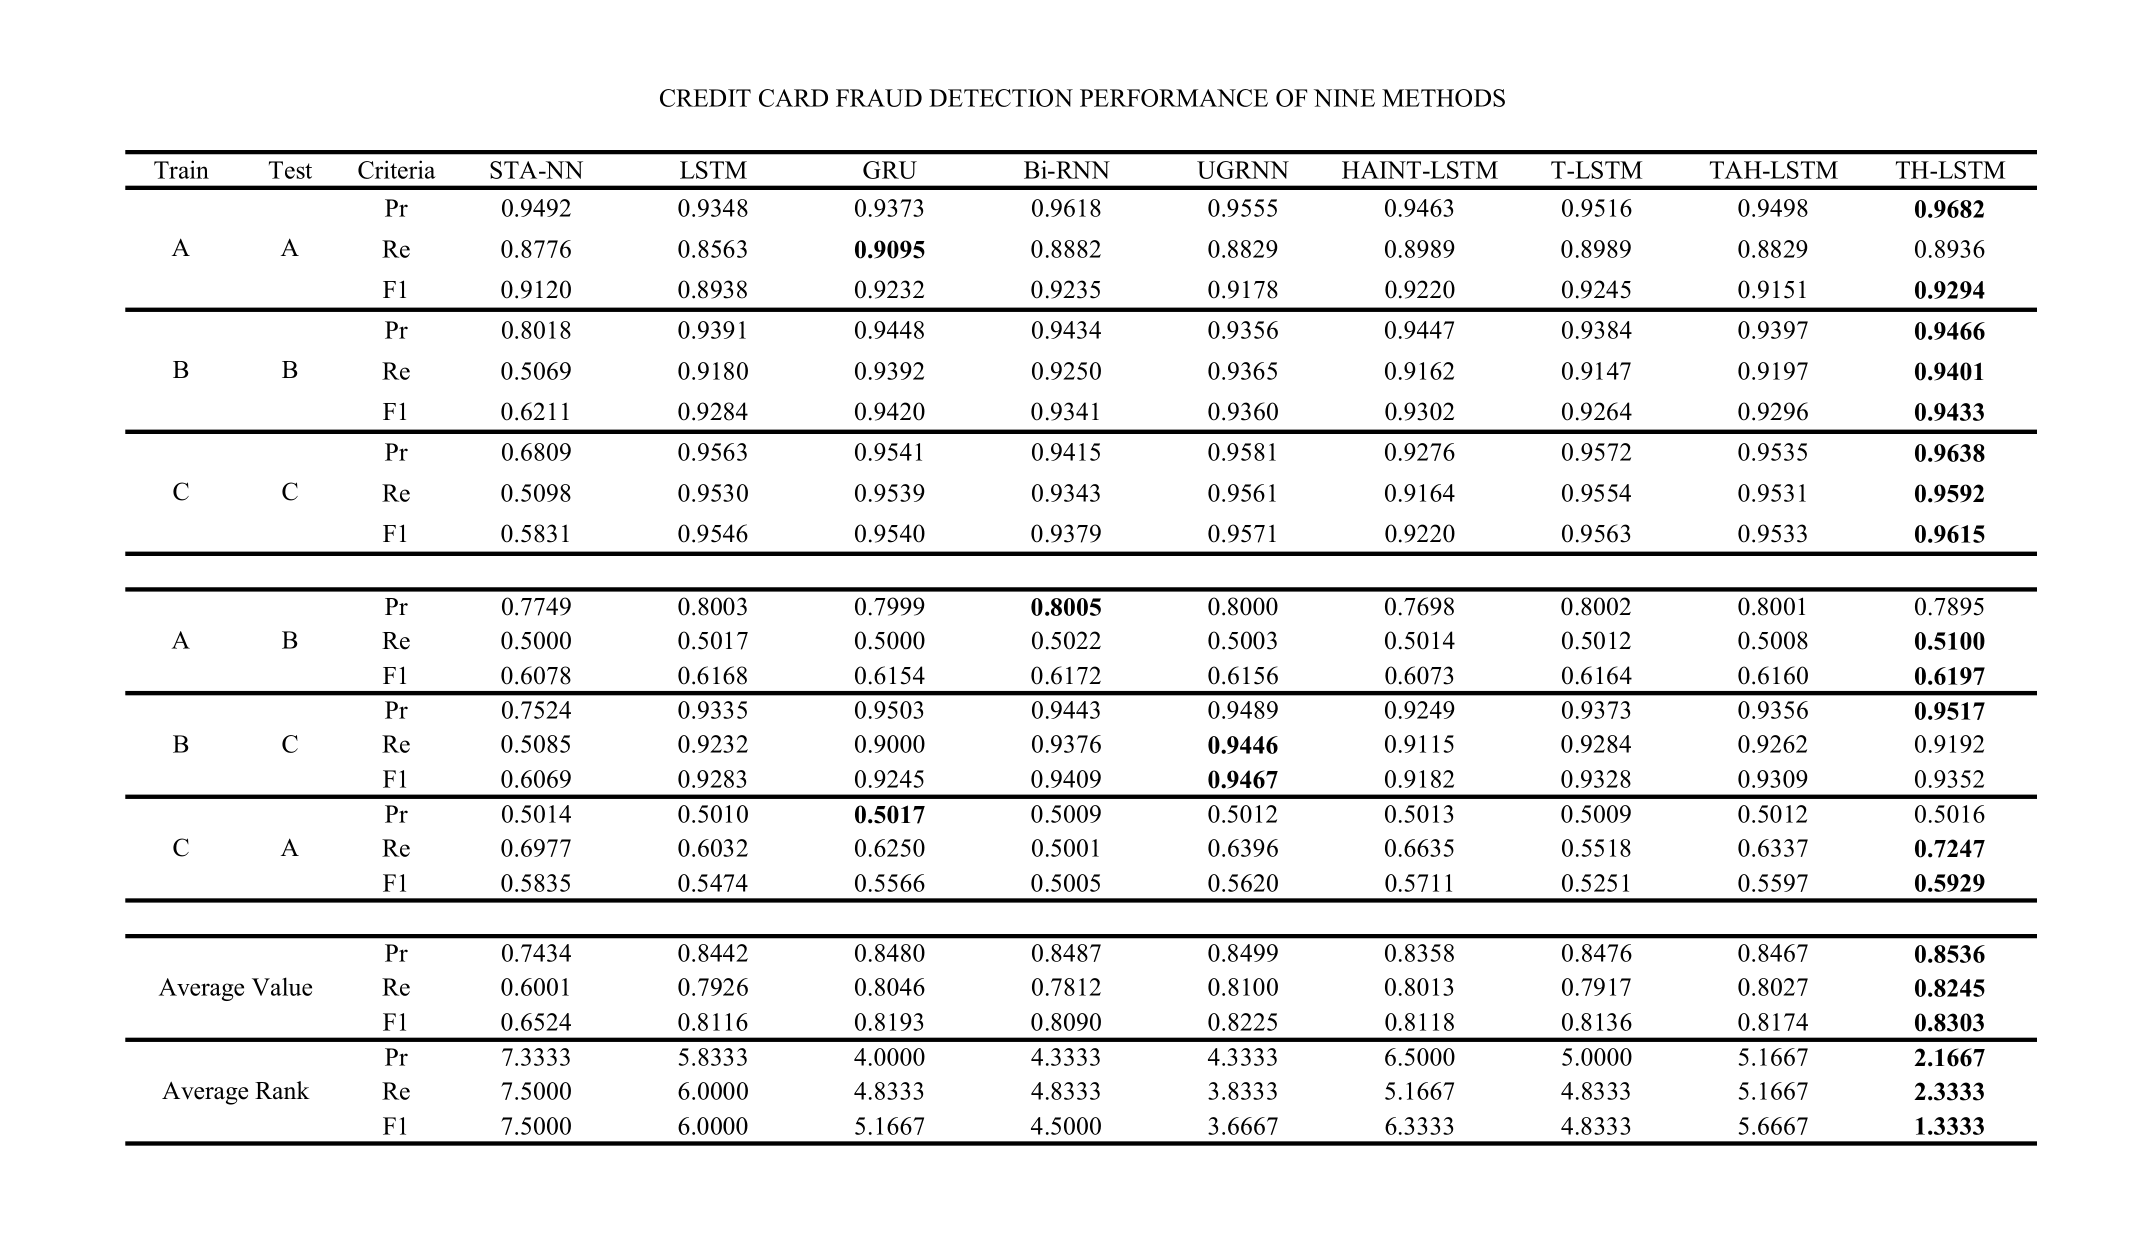 CREDIT CARD FRAUD DETECTION PERFORMANCE OF NINE METHODS
Train Test Criteria STA-NN LSTM GRU Bi-RNN UGRNN HAINT-LSTM T-LSTM TAH-LSTM TH-LSTM
Pr 0.9492 0.9348 0.9373 0.9618 0.9555 0.9463 0.9516 0.9498 0.9682
A A Re 0.8776 0.8563 0.9095 0.8882 0.8829 0.8989 0.8989 0.8829 0.8936
F1 0.9120 0.8938 0.9232 0.9235 0.9178 0.9220 0.9245 0.9151 0.9294
Pr 0.8018 0.9391 0.9448 0.9434 0.9356 0.9447 0.9384 0.9397 0.9466
B B Re 0.5069 0.9180 0.9392 0.9250 0.9365 0.9162 0.9147 0.9197 0.9401
F1 0.6211 0.9284 0.9420 0.9341 0.9360 0.9302 0.9264 0.9296 0.9433
Pr 0.6809 0.9563 0.9541 0.9415 0.9581 0.9276 0.9572 0.9535 0.9638
C C Re 0.5098 0.9530 0.9539 0.9343 0.9561 0.9164 0.9554 0.9531 0.9592
F1 0.5831 0.9546 0.9540 0.9379 0.9571 0.9220 0.9563 0.9533 0.9615
Pr 0.7749 0.8003 0.7999 0.8005 0.8000 0.7698 0.8002 0.8001 0.7895
A B Re 0.5000 0.5017 0.5000 0.5022 0.5003 0.5014 0.5012 0.5008 0.5100
F1 0.6078 0.6168 0.6154 0.6172 0.6156 0.6073 0.6164 0.6160 0.6197
Pr 0.7524 0.9335 0.9503 0.9443 0.9489 0.9249 0.9373 0.9356 0.9517
B C Re 0.5085 0.9232 0.9000 0.9376 0.9446 0.9115 0.9284 0.9262 0.9192
F1 0.6069 0.9283 0.9245 0.9409 0.9467 0.9182 0.9328 0.9309 0.9352
Pr 0.5014 0.5010 0.5017 0.5009 0.5012 0.5013 0.5009 0.5012 0.5016
C A Re 0.6977 0.6032 0.6250 0.5001 0.6396 0.6635 0.5518 0.6337 0.7247
F1 0.5835 0.5474 0.5566 0.5005 0.5620 0.5711 0.5251 0.5597 0.5929
Pr 0.7434 0.8442 0.8480 0.8487 0.8499 0.8358 0.8476 0.8467 0.8536
Average Value Re 0.6001 0.7926 0.8046 0.7812 0.8100 0.8013 0.7917 0.8027 0.8245
F1 0.6524 0.8116 0.8193 0.8090 0.8225 0.8118 0.8136 0.8174 0.8303
Pr 7.3333 5.8333 4.0000 4.3333 4.3333 6.5000 5.0000 5.1667 2.1667
Average Rank Re 7.5000 6.0000 4.8333 4.8333 3.8333 5.1667 4.8333 5.1667 2.3333
F1 7.5000 6.0000 5.1667 4.5000 3.6667 6.3333 4.8333 5.6667 1.3333